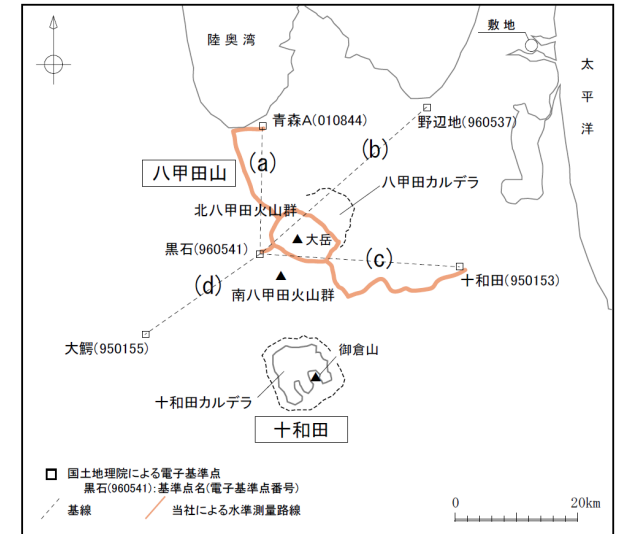 敷地
陸奥湾
太平洋
青森A(010844)
野辺地(960537)
(b)
(a)
八甲田山
八甲田カルデラ
北八甲田火山群
大岳
黒石(960541)
(c)
十和田(950153)
(d)
南八甲田火山群
大鰐(950155)
御倉山
十和田カルデラ
十和田
国土地理院による電子基準点
黒石(960541):基準点名(電子基準点番号)
基線
当社による水準測量路線
0 20km